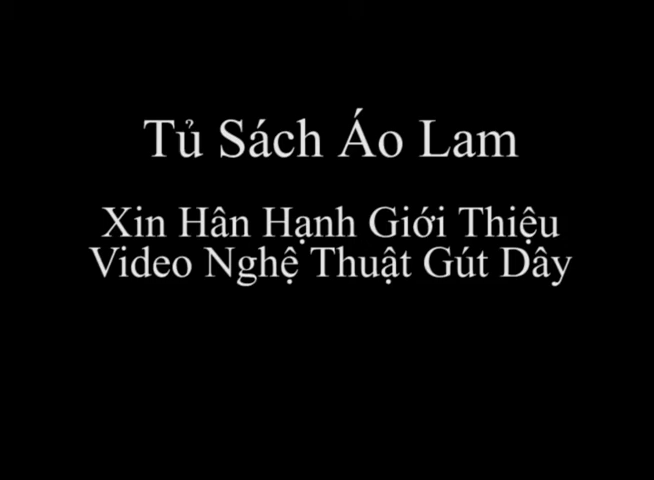 Tủ Sách Áo Lam
Xin Hân Hạnh Giới Thiệu
Video Nghệ Thuật Gút Dây